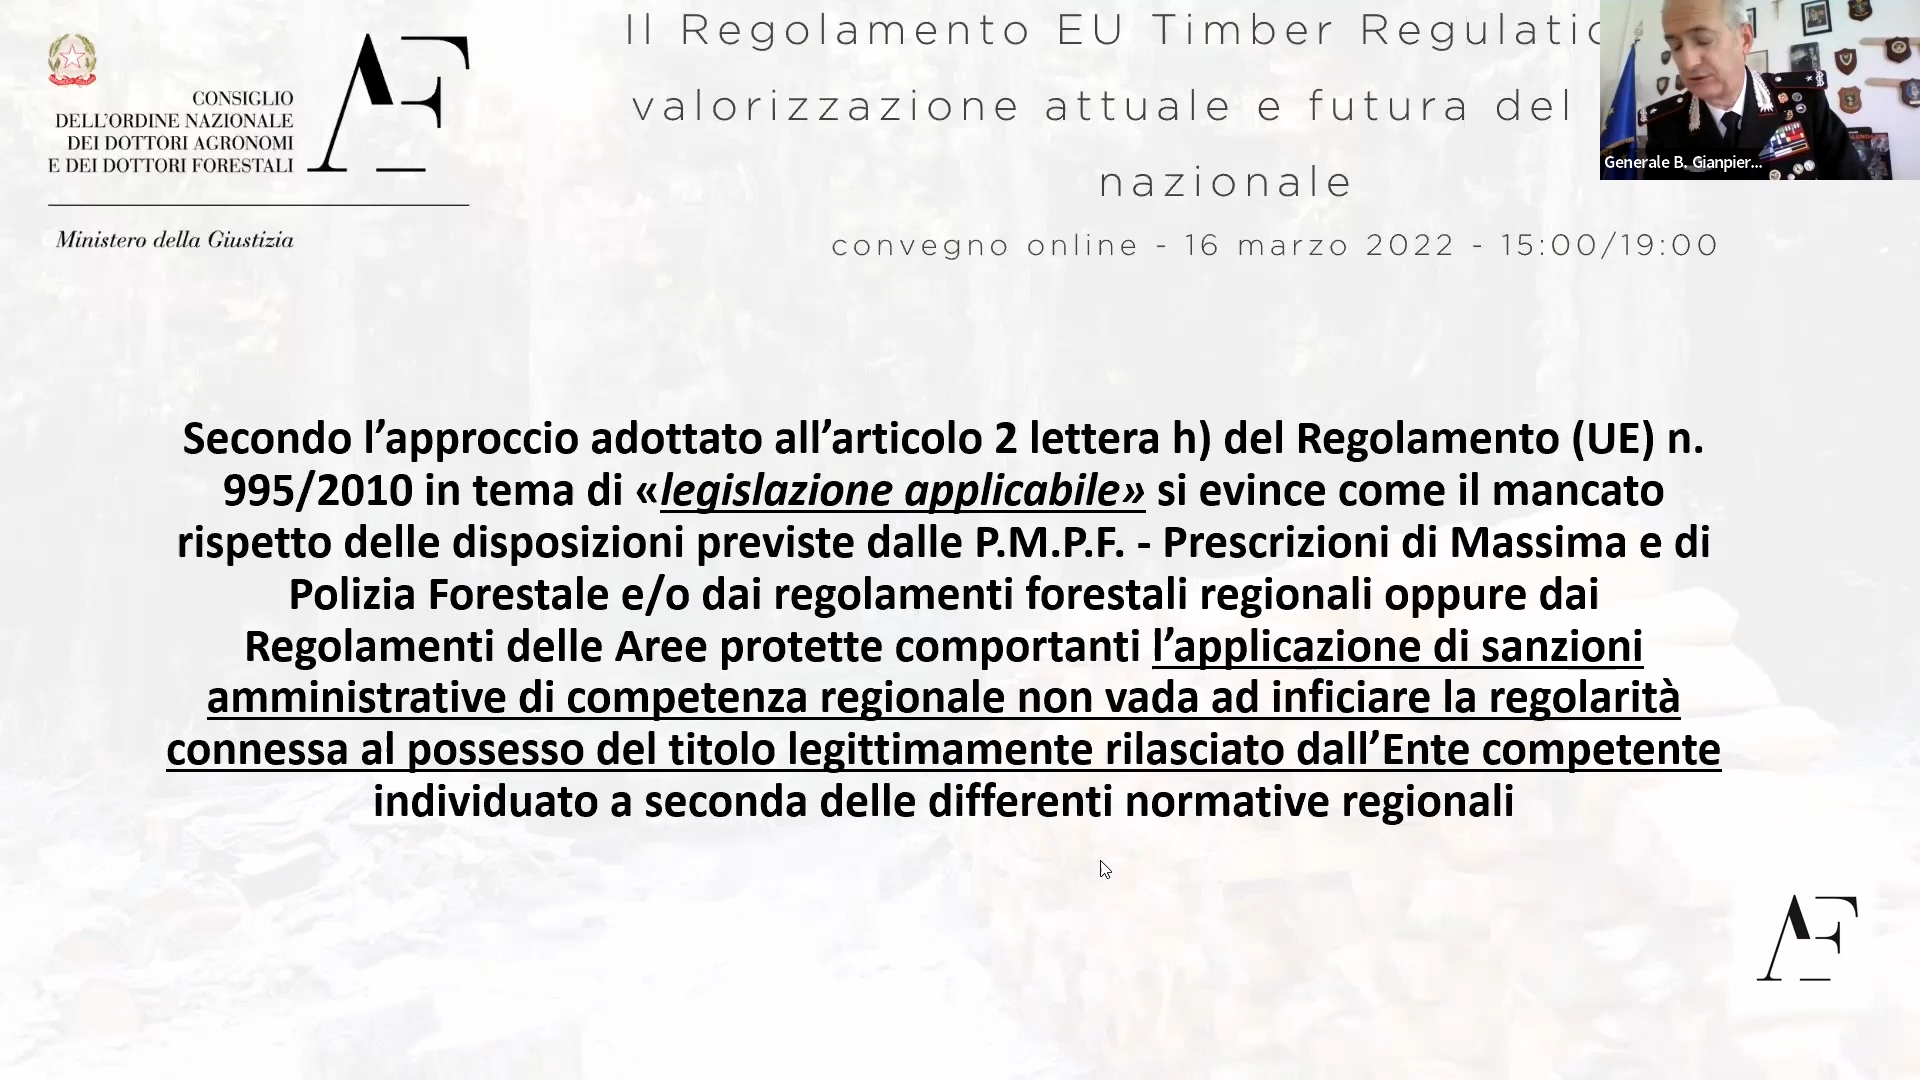 CONSIGLIO
DELL'ORDINE NAZIONALE
DEI DOTTORI AGRONOMI
E DEI DOTTORI FORESTALI
Ministero della Giustizia
AF
Il Regolamento EU Timber Regulatio
valorizzazione attuale e futura del
nazionale
convegno online - 16 marzo 2022 - 15:00/19:00
Generale B. Gianpier...
Secondo l’approccio adottato all’articolo 2 lettera h) del Regolamento (UE) n.
995/2010 in tema di «legislazione applicabile» si evince come il mancato
rispetto delle disposizioni previste dalle P.M.P.F. - Prescrizioni di Massima e di
Polizia Forestale e/o dai regolamenti forestali regionali oppure dai
Regolamenti delle Aree protette comportanti l’applicazione di sanzioni
amministrative di competenza regionale non vada ad inficiare la regolarità
connessa al possesso del titolo legittimamente rilasciato dall’Ente competente
individuato a seconda delle differenti normative regionali
AF